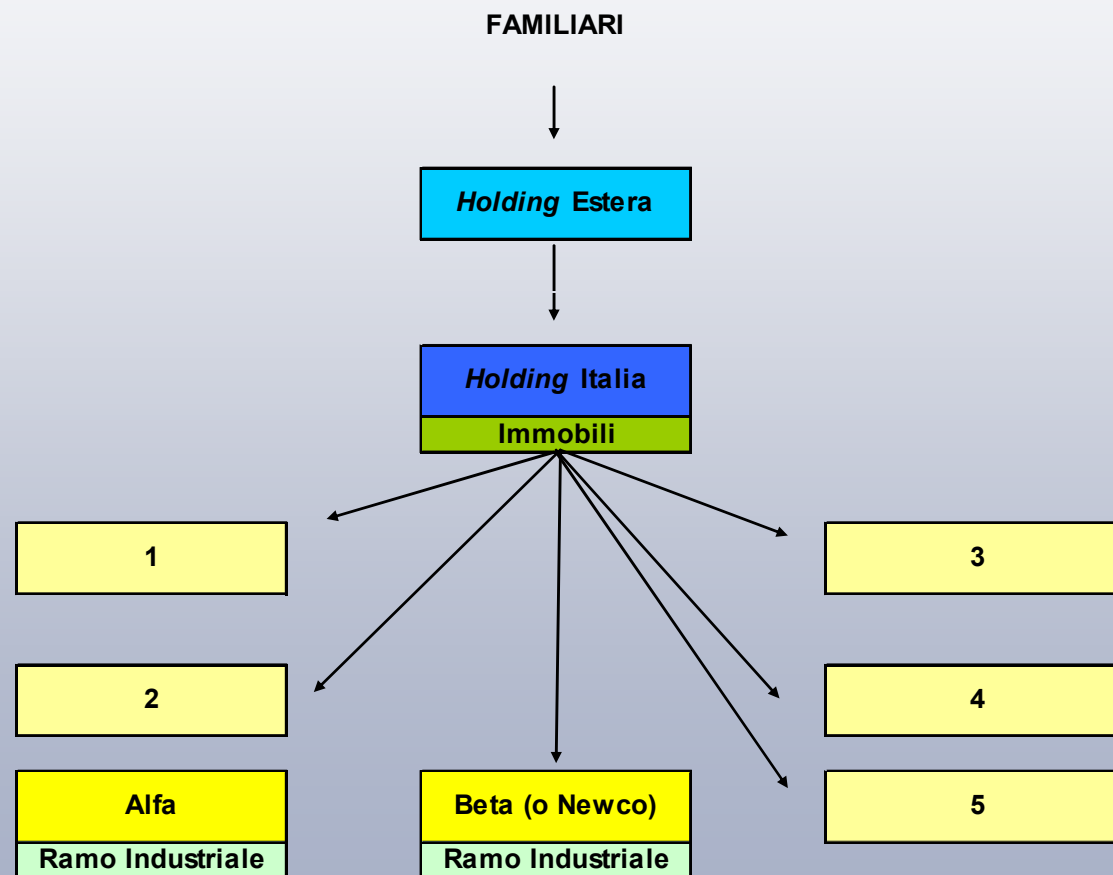 FAMILIARI
Holding Estera
Holding Italia
Immobili
1
3
2
4
Alfa
Beta (o Newco)
5
Ramo Industriale
Ramo Industriale